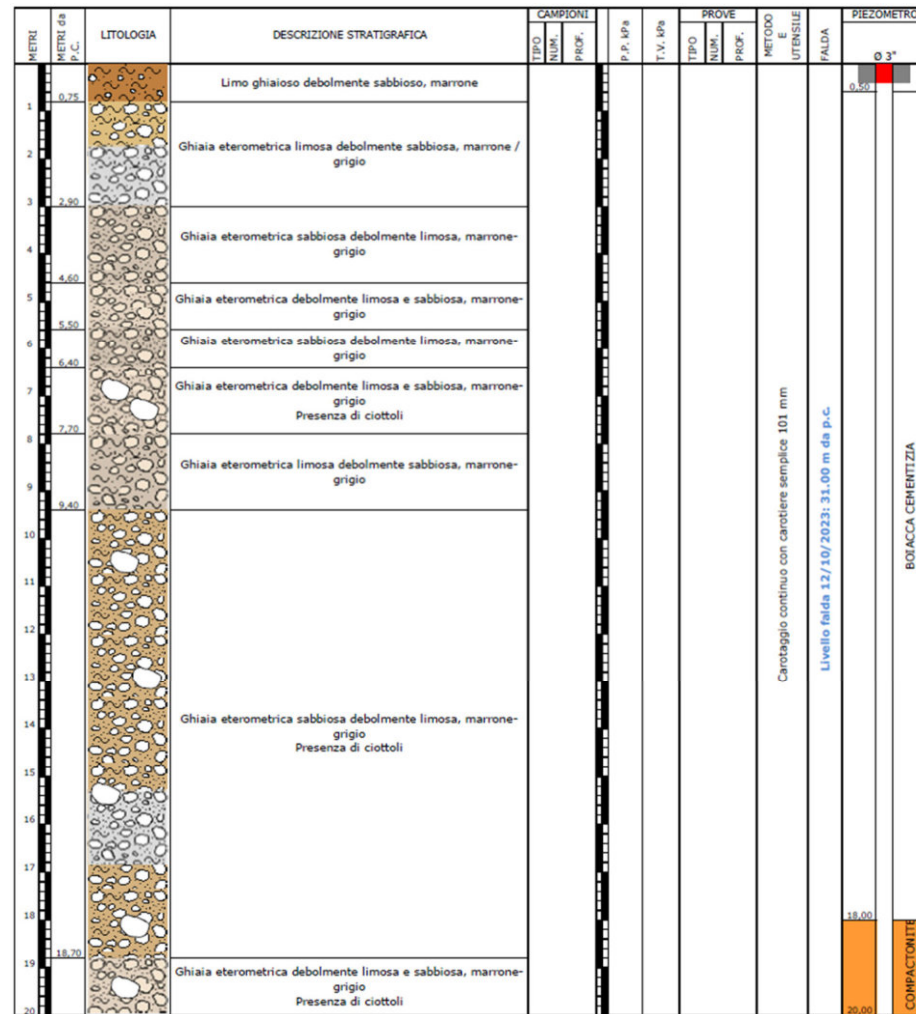 METRI
METRI da P.C.
LITOLOGIA
DESCRIZIONE STRATIGRAFICA
CAMPIONI
TIPO
NUM.
PROF.
P.P. kPa
T.V. kPa
PROVE
TIPO
NUM.
PROF.
METODO E UTENSILE
FALDA
PIEZOMETRO
Ø 3"
Limo ghiaioso debolmente sabbioso, marrone
0,75
0,50
1
Ghiaia eterometrica limosa debolmente sabbiosa, marrone /
grigio
2
2,90
3
Ghiaia eterometrica sabbiosa debolmente limosa, marrone-
grigio
4
4,60
Ghiaia eterometrica debolmente limosa e sabbiosa, marrone-
grigio
5
5,50
Ghiaia eterometrica sabbiosa debolmente limosa, marrone-
grigio
6
6,40
Ghiaia eterometrica debolmente limosa e sabbiosa, marrone-
grigio
Presenza di ciottoli
7
7,70
8
Ghiaia eterometrica limosa debolmente sabbiosa, marrone-
grigio
9
9,40
10
11
12
13
Ghiaia eterometrica sabbiosa debolmente limosa, marrone-
grigio
Presenza di ciottoli
14
15
16
17
18
18,70
19
Ghiaia eterometrica debolmente limosa e sabbiosa, marrone-
grigio
Presenza di ciottoli
20
Carotaggio continuo con carotiere semplice 101 mm
Livello falda 12/10/2023: 31.00 m da p.c.
BOIACCA CEMENTIZIA
18,00
COMPACTONITE
20,00